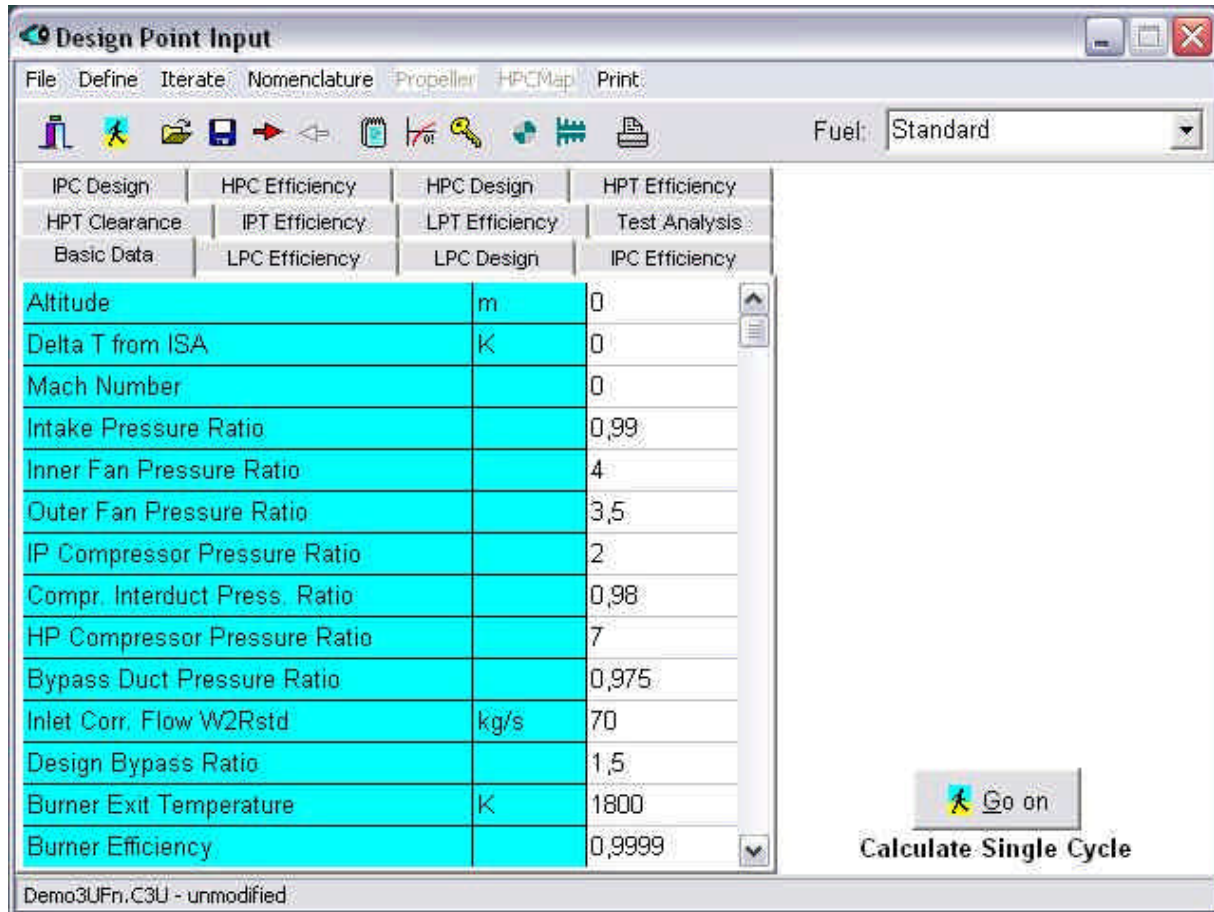 Design Point Input
File Define Iterate Nomenclature Propeller HPCMap Print
Fuel: Standard
IPC Design HPC Efficiency HPC Design HPT Efficiency
HPT Clearance IPT Efficiency LPT Efficiency Test Analysis
Basic Data LPC Efficiency LPC Design IPC Efficiency
Altitude m 0
Delta T from ISA K 0
Mach Number 0
Intake Pressure Ratio 0,99
Inner Fan Pressure Ratio 4
Outer Fan Pressure Ratio 3,5
IP Compressor Pressure Ratio 2
Compr. Interduct Press. Ratio 0,98
HP Compressor Pressure Ratio 7
Bypass Duct Pressure Ratio 0,975
Inlet Corr. Flow W2Rstd kg/s 70
Design Bypass Ratio 1,5
Burner Exit Temperature K 1800
Burner Efficiency 0,9999
Go on
Calculate Single Cycle
Demo3UFn.C3U - unmodified